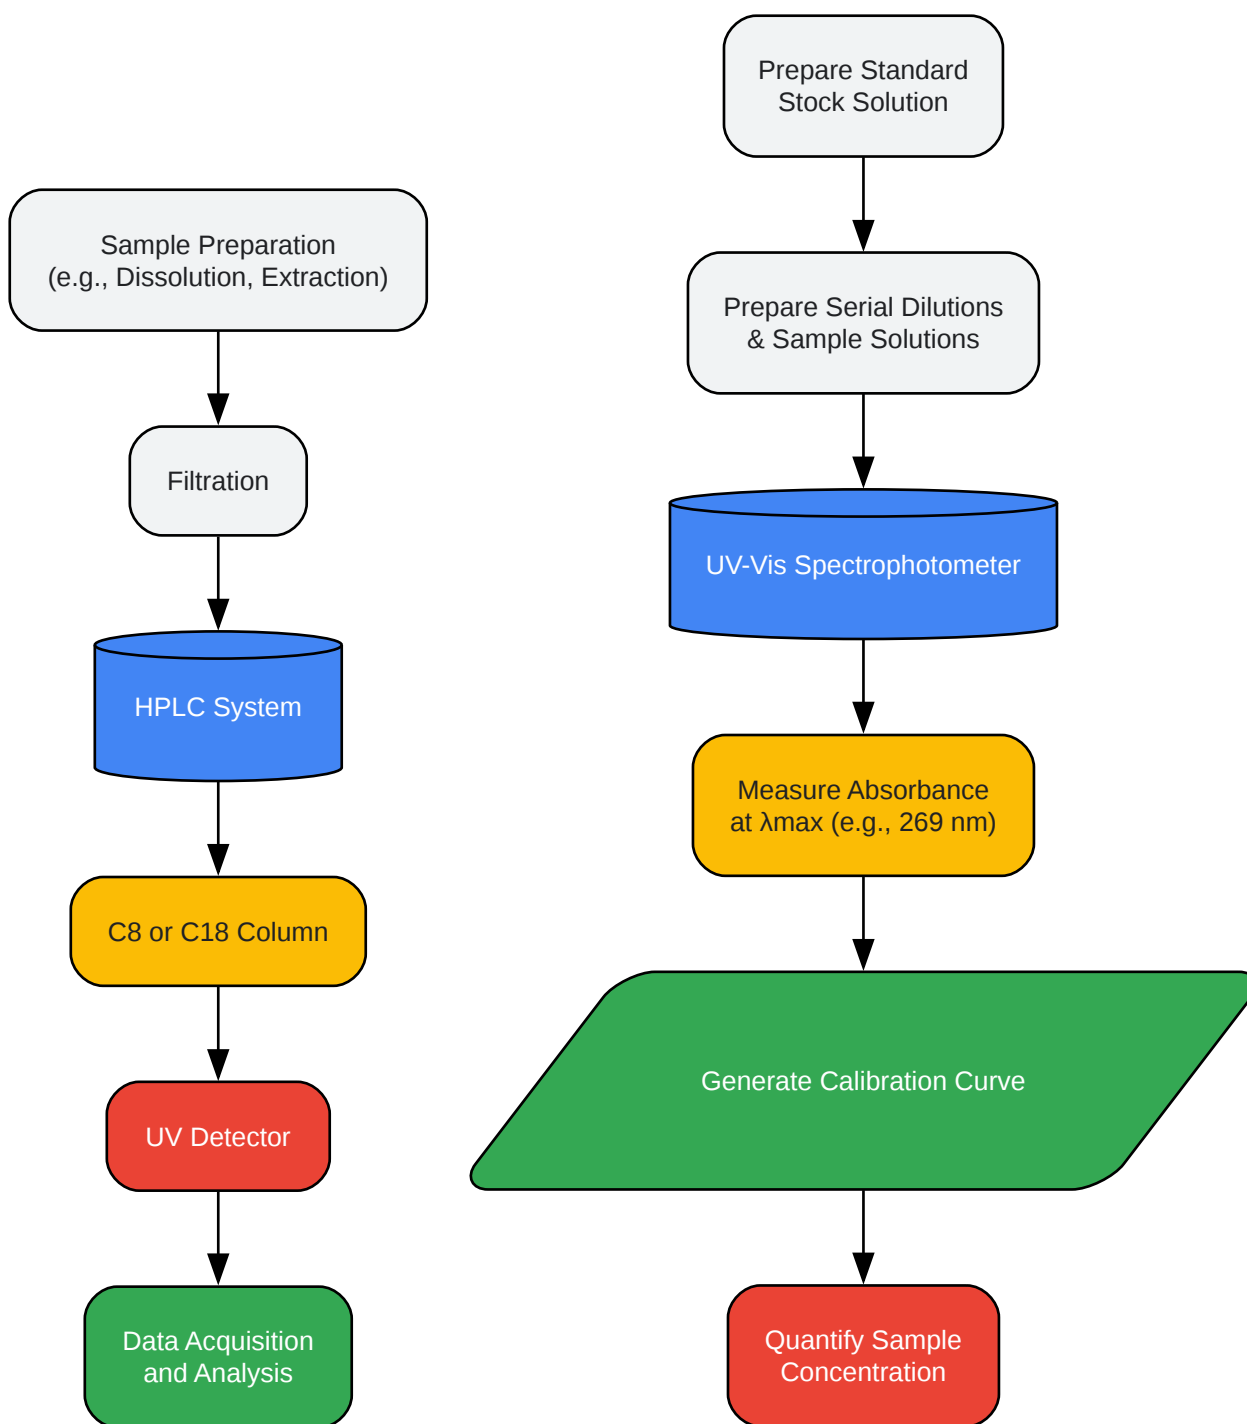 Sample Preparation
(e.g., Dissolution, Extraction)
Filtration
HPLC System
C8 or C18 Column
UV Detector
Data Acquisition
and Analysis
Prepare Standard
Stock Solution
Prepare Serial Dilutions
& Sample Solutions
UV-Vis Spectrophotometer
Measure Absorbance
at λmax (e.g., 269 nm)
Generate Calibration Curve
Quantify Sample
Concentration